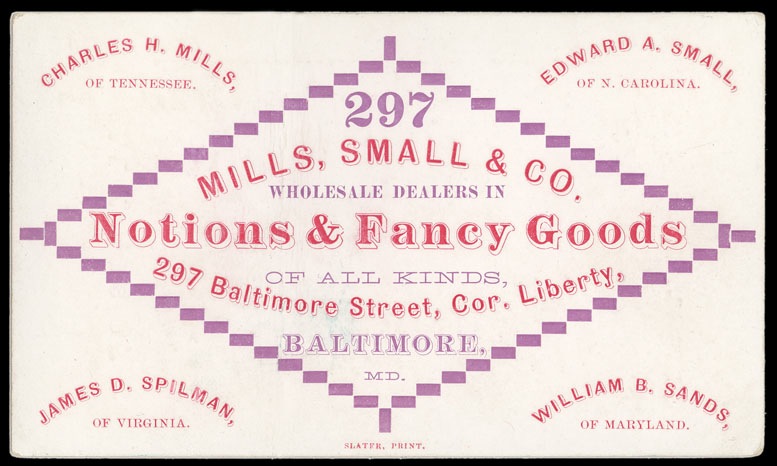 CHARLES H. MILLS,
OF TENNESSEE.
EDWARD A. SMALL,
OF N. CAROLINA.
297
MILLS, SMALL & CO.
WHOLESALE DEALERS IN
Notions & Fancy Goods
OF ALL KINDS,
297 Baltimore Street, Cor. Liberty,
BALTIMORE,
MD.
JAMES D. SPILMAN,
OF VIRGINIA.
WILLIAM B. SANDS,
OF MARYLAND.
SLATER, PRINT.